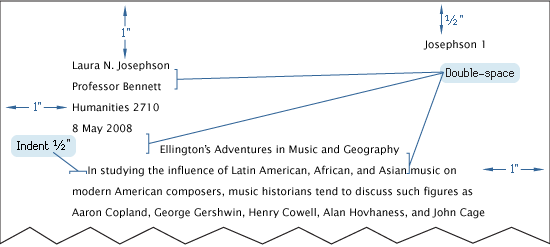 1"
½"
Josephson 1
Laura N. Josephson
Double-space
Professor Bennett
1"
Humanities 2710
8 May 2008
Indent ½"
Ellington's Adventures in Music and Geography
In studying the influence of Latin American, African, and Asian music on
1"
modern American composers, music historians tend to discuss such figures as
Aaron Copland, George Gershwin, Henry Cowell, Alan Hovhaness, and John Cage